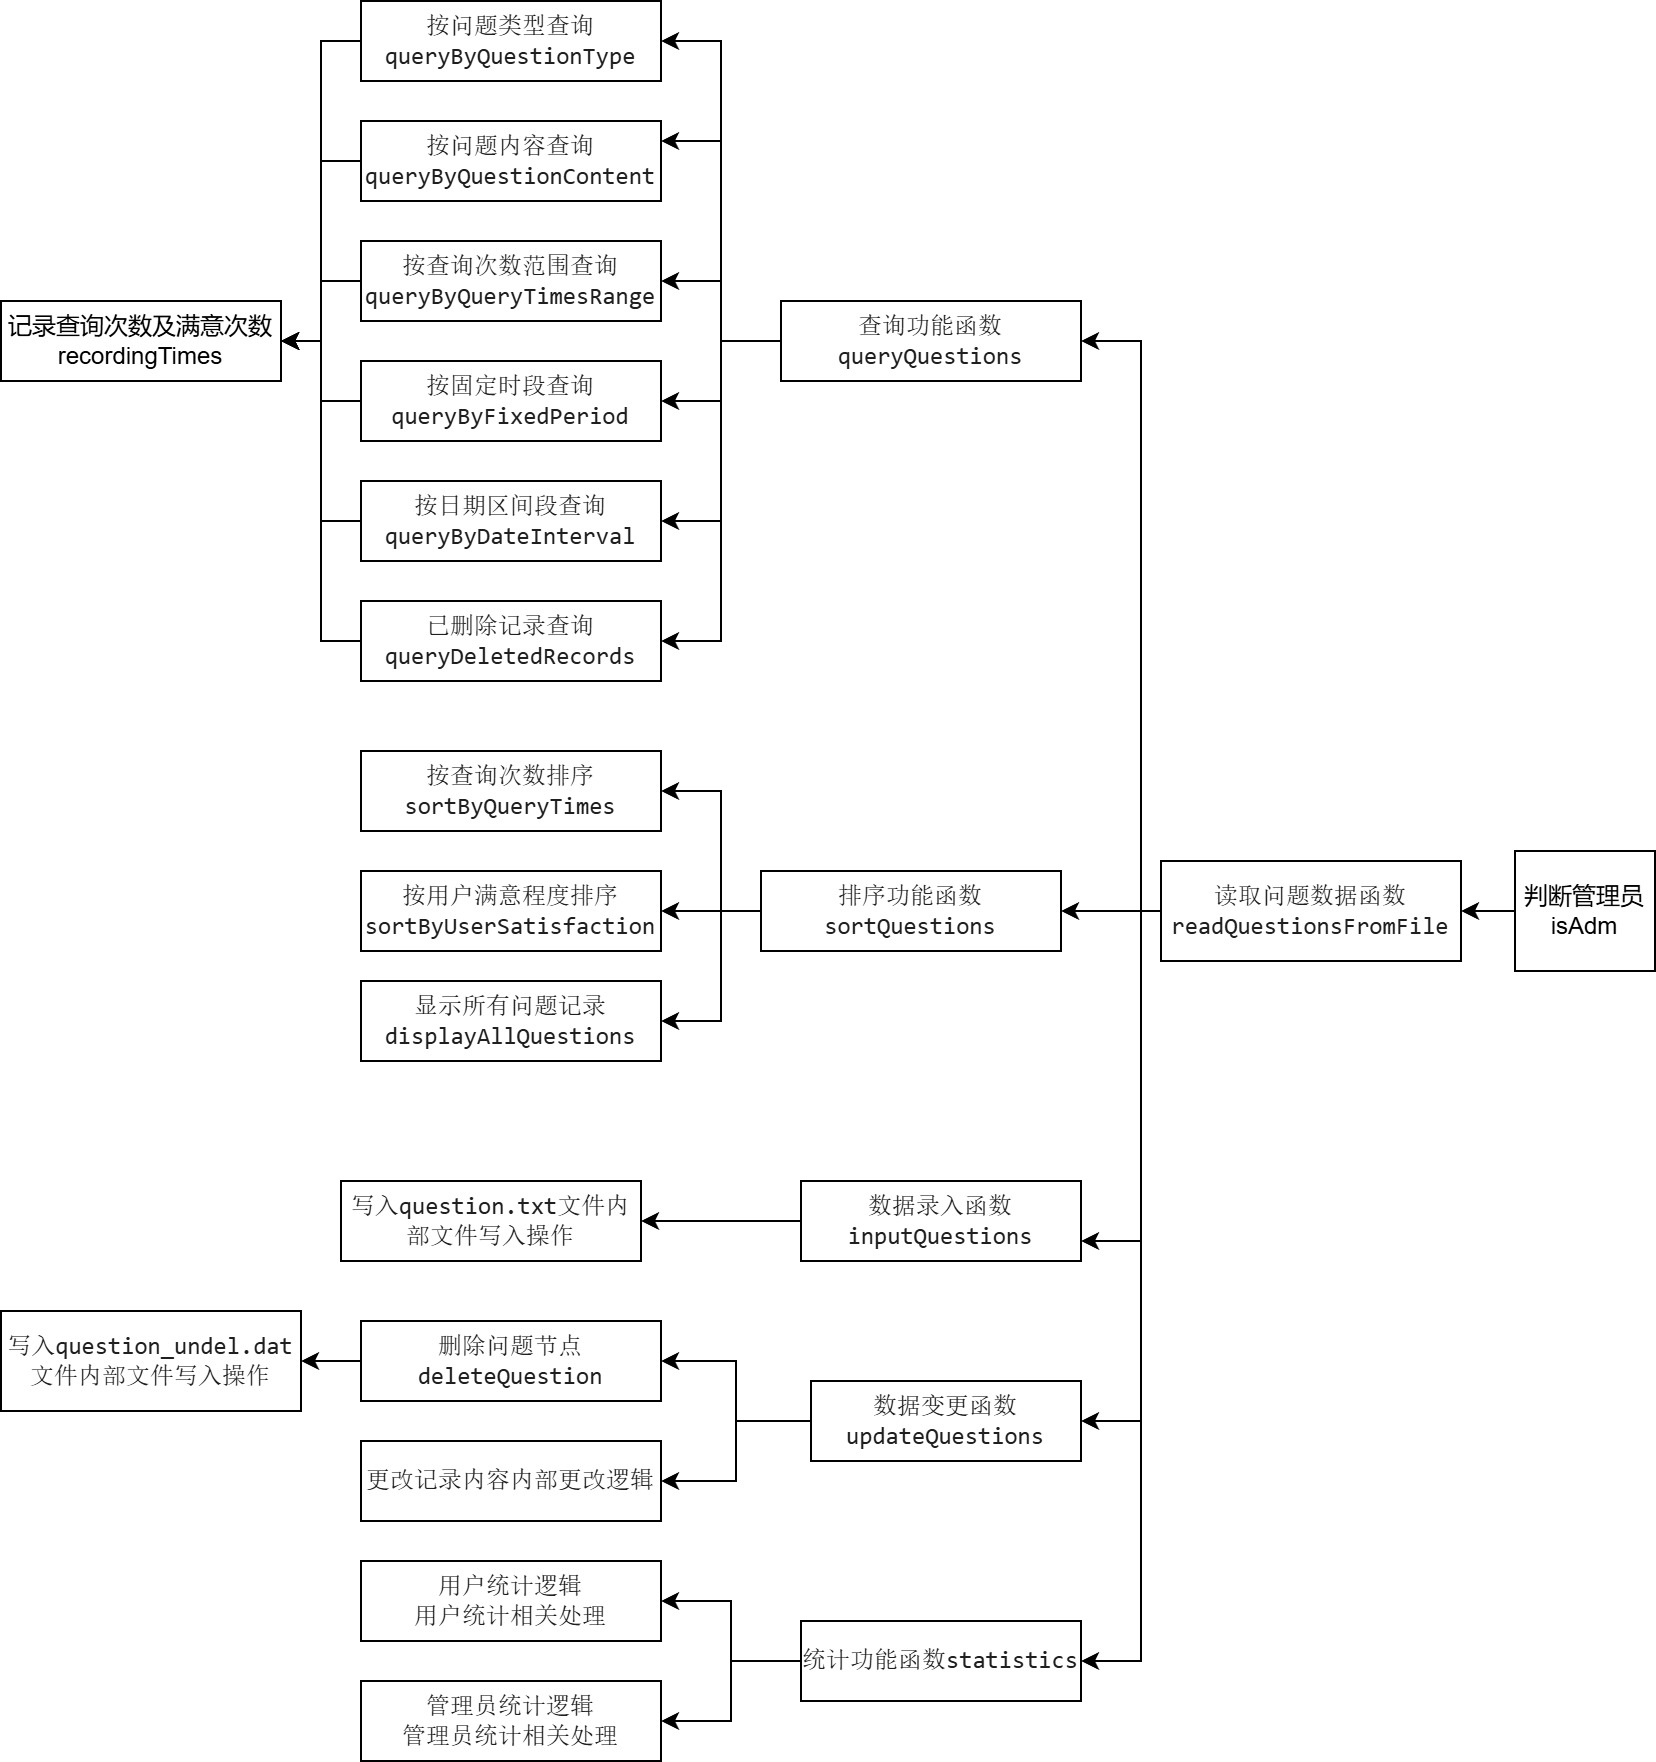 按问题类型查询
queryByQuestionType
按问题内容查询
queryByQuestionContent
按查询次数范围查询
queryByQueryTimesRange
记录查询次数及满意次数
recordingTimes
查询功能函数
queryQuestions
按固定时段查询
queryByFixedPeriod
按日期区间段查询
queryByDateInterval
已删除记录查询
queryDeletedRecords
按查询次数排序
sortByQueryTimes
按用户满意程度排序
sortByUserSatisfaction
排序功能函数
sortQuestions
读取问题数据函数
readQuestionsFromFile
判断管理员
isAdm
显示所有问题记录
displayAllQuestions
写入question.txt文件内
部文件写入操作
数据录入函数
inputQuestions
写入question_undel.dat
文件内部文件写入操作
删除问题节点
deleteQuestion
数据变更函数
updateQuestions
更改记录内容内部更改逻辑
用户统计逻辑
用户统计相关处理
统计功能函数statistics
管理员统计逻辑
管理员统计相关处理